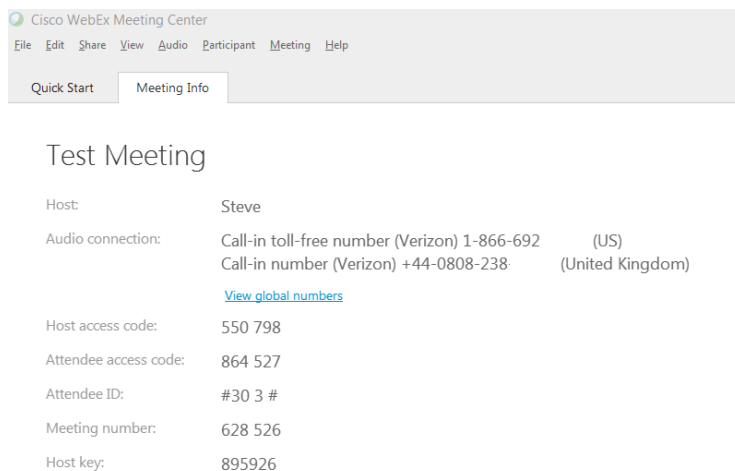 Cisco WebEx Meeting Center
File Edit Share View Audio Participant Meeting Help
Quick Start Meeting Info
Test Meeting
Host: Steve
Audio connection: Call-in toll-free number (Verizon) 1-866-692 (US)
Call-in number (Verizon) +44-0808-238 (United Kingdom)
View global numbers
Host access code: 550 798
Attendee access code: 864 527
Attendee ID: #30 3 #
Meeting number: 628 526
Host key: 895926